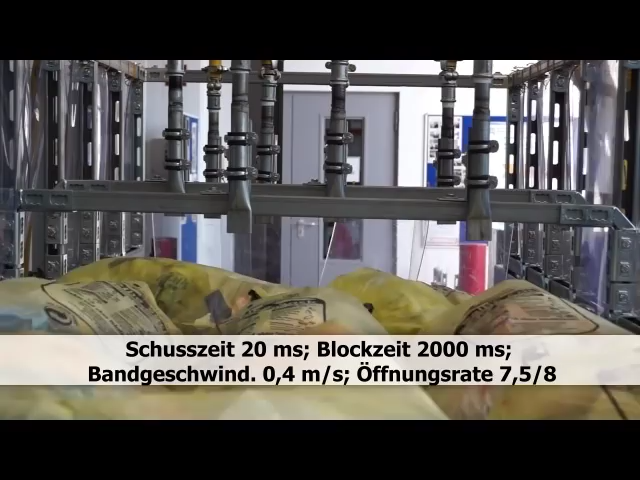 Schusszeit 20 ms; Blockzeit 2000 ms;
Bandgeschwind. 0,4 m/s; Öffnungsrate 7,5/8